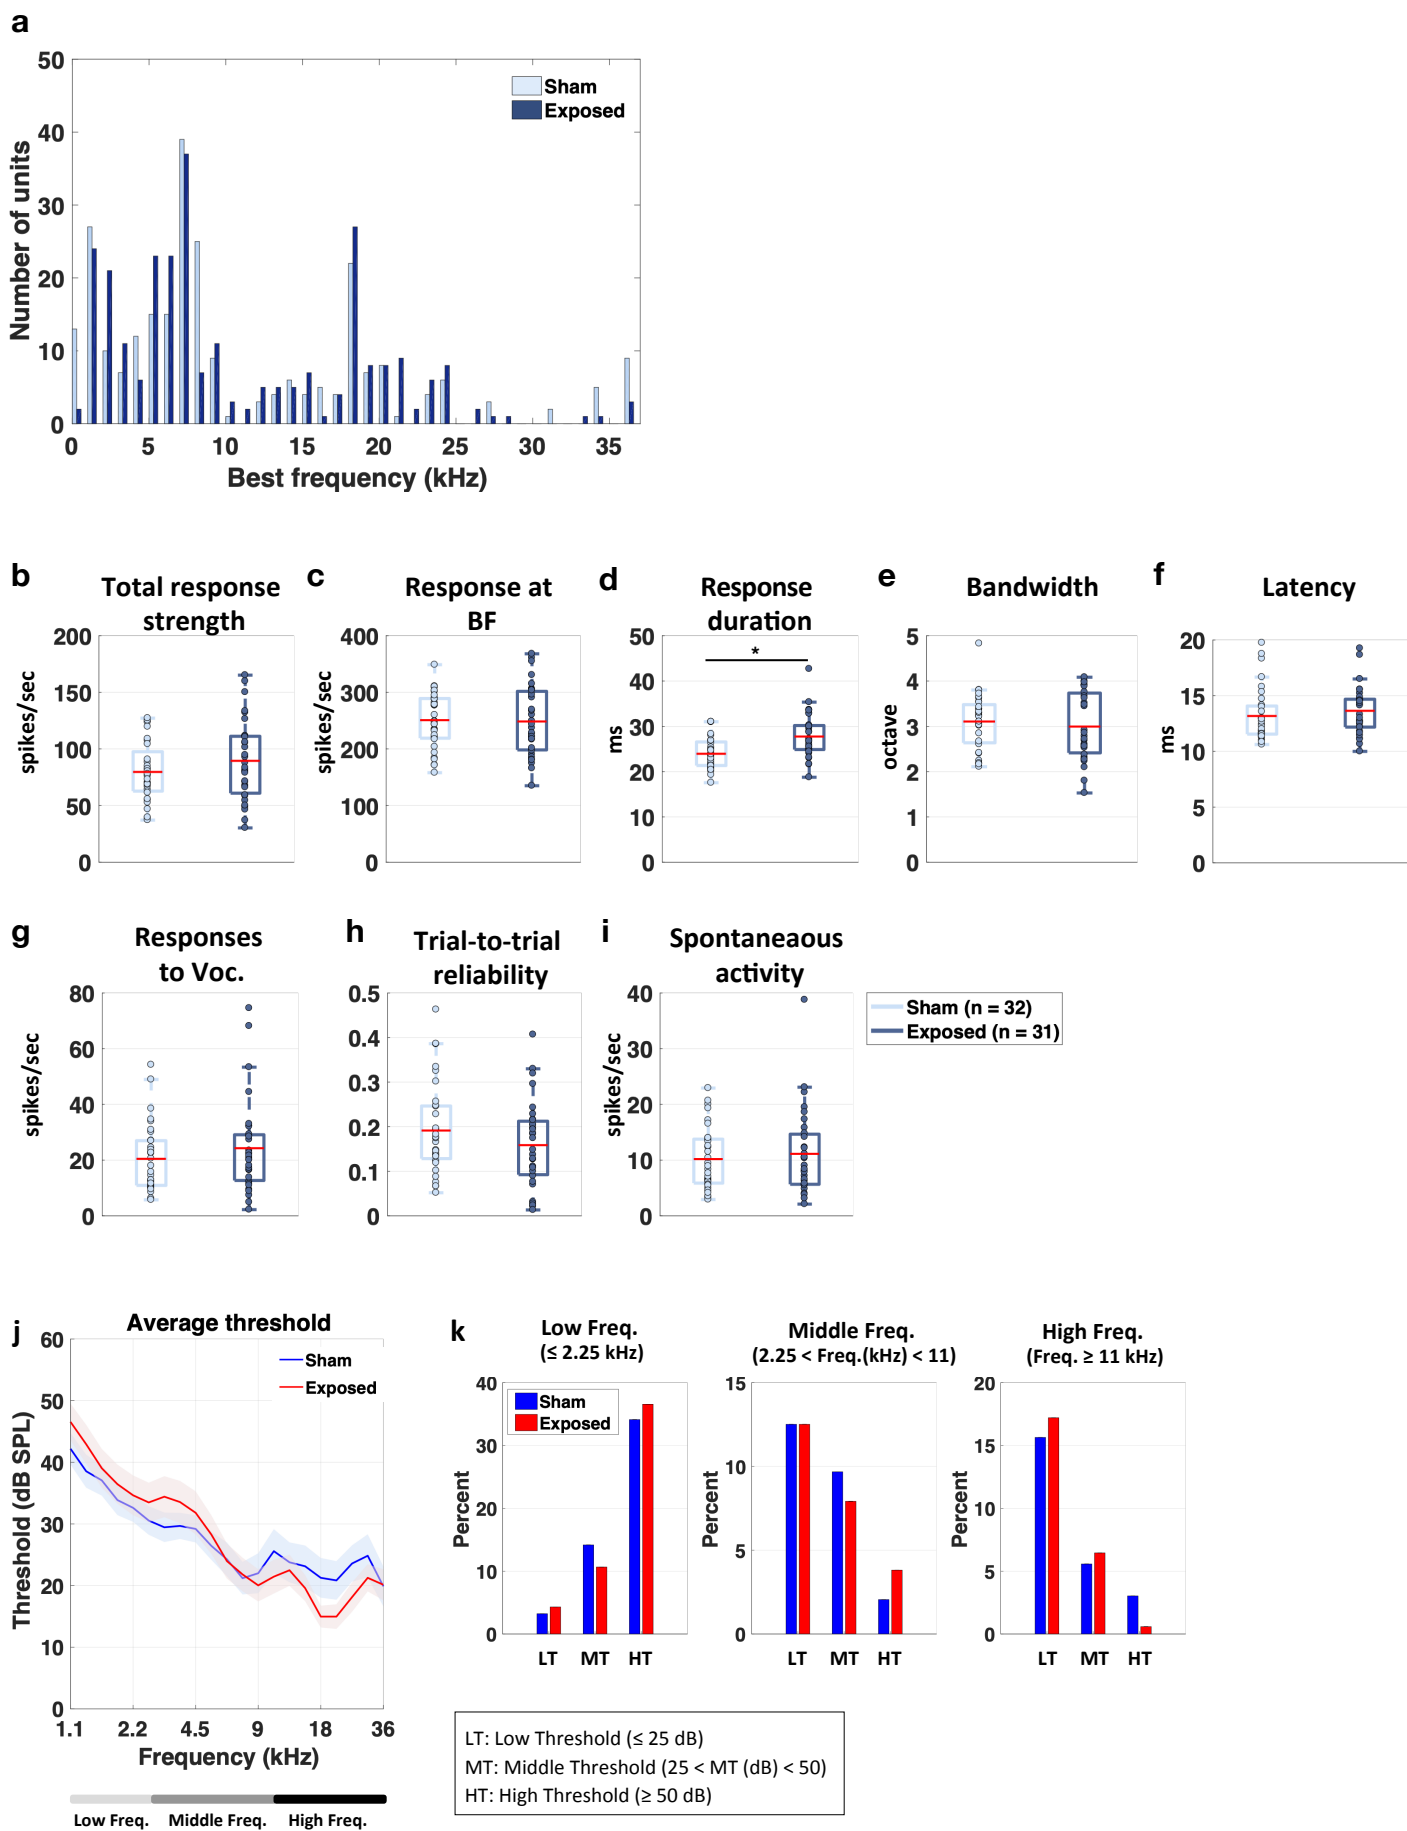 a
50
40
30
20
10
0
Number of units
Sham
Exposed
0 5 10 15 20 25 30 35
Best frequency (kHz)
b
Total response
strength
200
150
100
50
0
spikes/sec
c
Response at
BF
400
300
200
100
0
spikes/sec
d
Response
duration
50
40
30
20
10
0
ms
*
e
Bandwidth
5
4
3
2
1
0
octave
f
Latency
20
15
10
5
0
ms
g
Responses
to Voc.
80
60
40
20
0
spikes/sec
h
Trial-to-trial
reliability
0.5
0.4
0.3
0.2
0.1
0
i
Spontaneaous
activity
40
30
20
10
0
spikes/sec
Sham (n = 32)
Exposed (n = 31)
j
Average threshold
60
50
40
30
20
10
0
Threshold (dB SPL)
Sham
Exposed
1.1 2.2 4.5 9 18 36
Frequency (kHz)
Low Freq. Middle Freq. High Freq.
k
Low Freq.
(≤ 2.25 kHz)
40
30
20
10
0
Percent
Sham
Exposed
LT MT HT
Middle Freq.
(2.25 < Freq.(kHz) < 11)
15
10
5
0
Percent
LT MT HT
High Freq.
(Freq. ≥ 11 kHz)
20
15
10
5
0
Percent
LT MT HT
LT: Low Threshold (≤ 25 dB)
MT: Middle Threshold (25 < MT (dB) < 50)
HT: High Threshold (≥ 50 dB)